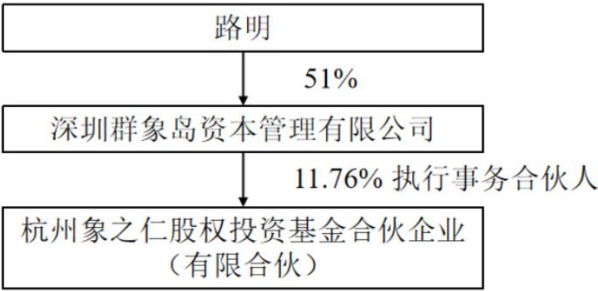 路明
51%
深圳群象岛资本管理有限公司
11.76% 执行事务合伙人
杭州象之仁股权投资基金合伙企业
（有限合伙）